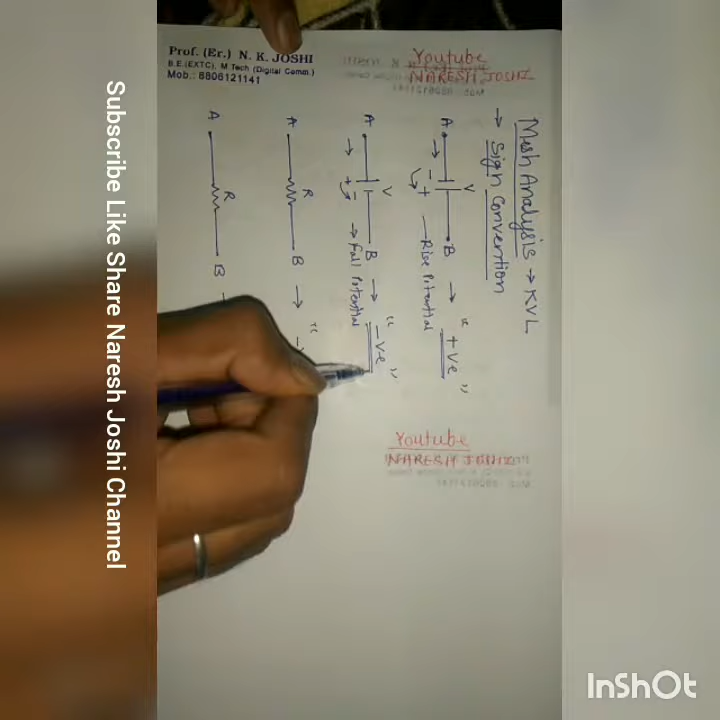 Prof. (Er.) N. K. JOSHI
B.E.(EXTC), M Tech (Digital Comm.)
Mob.: 8806121141
Youtube
NARESH JOSHI
Mesh Analysis → KVL
→ Sign Convention
A → - + V B → "+ve"
Rise Potential
A → + - V B → "-ve"
Fall Potential
A R B → "-
A R B →
Youtube
NARESH JOSHI
Subscribe Like Share Naresh Joshi Channel
InShOt